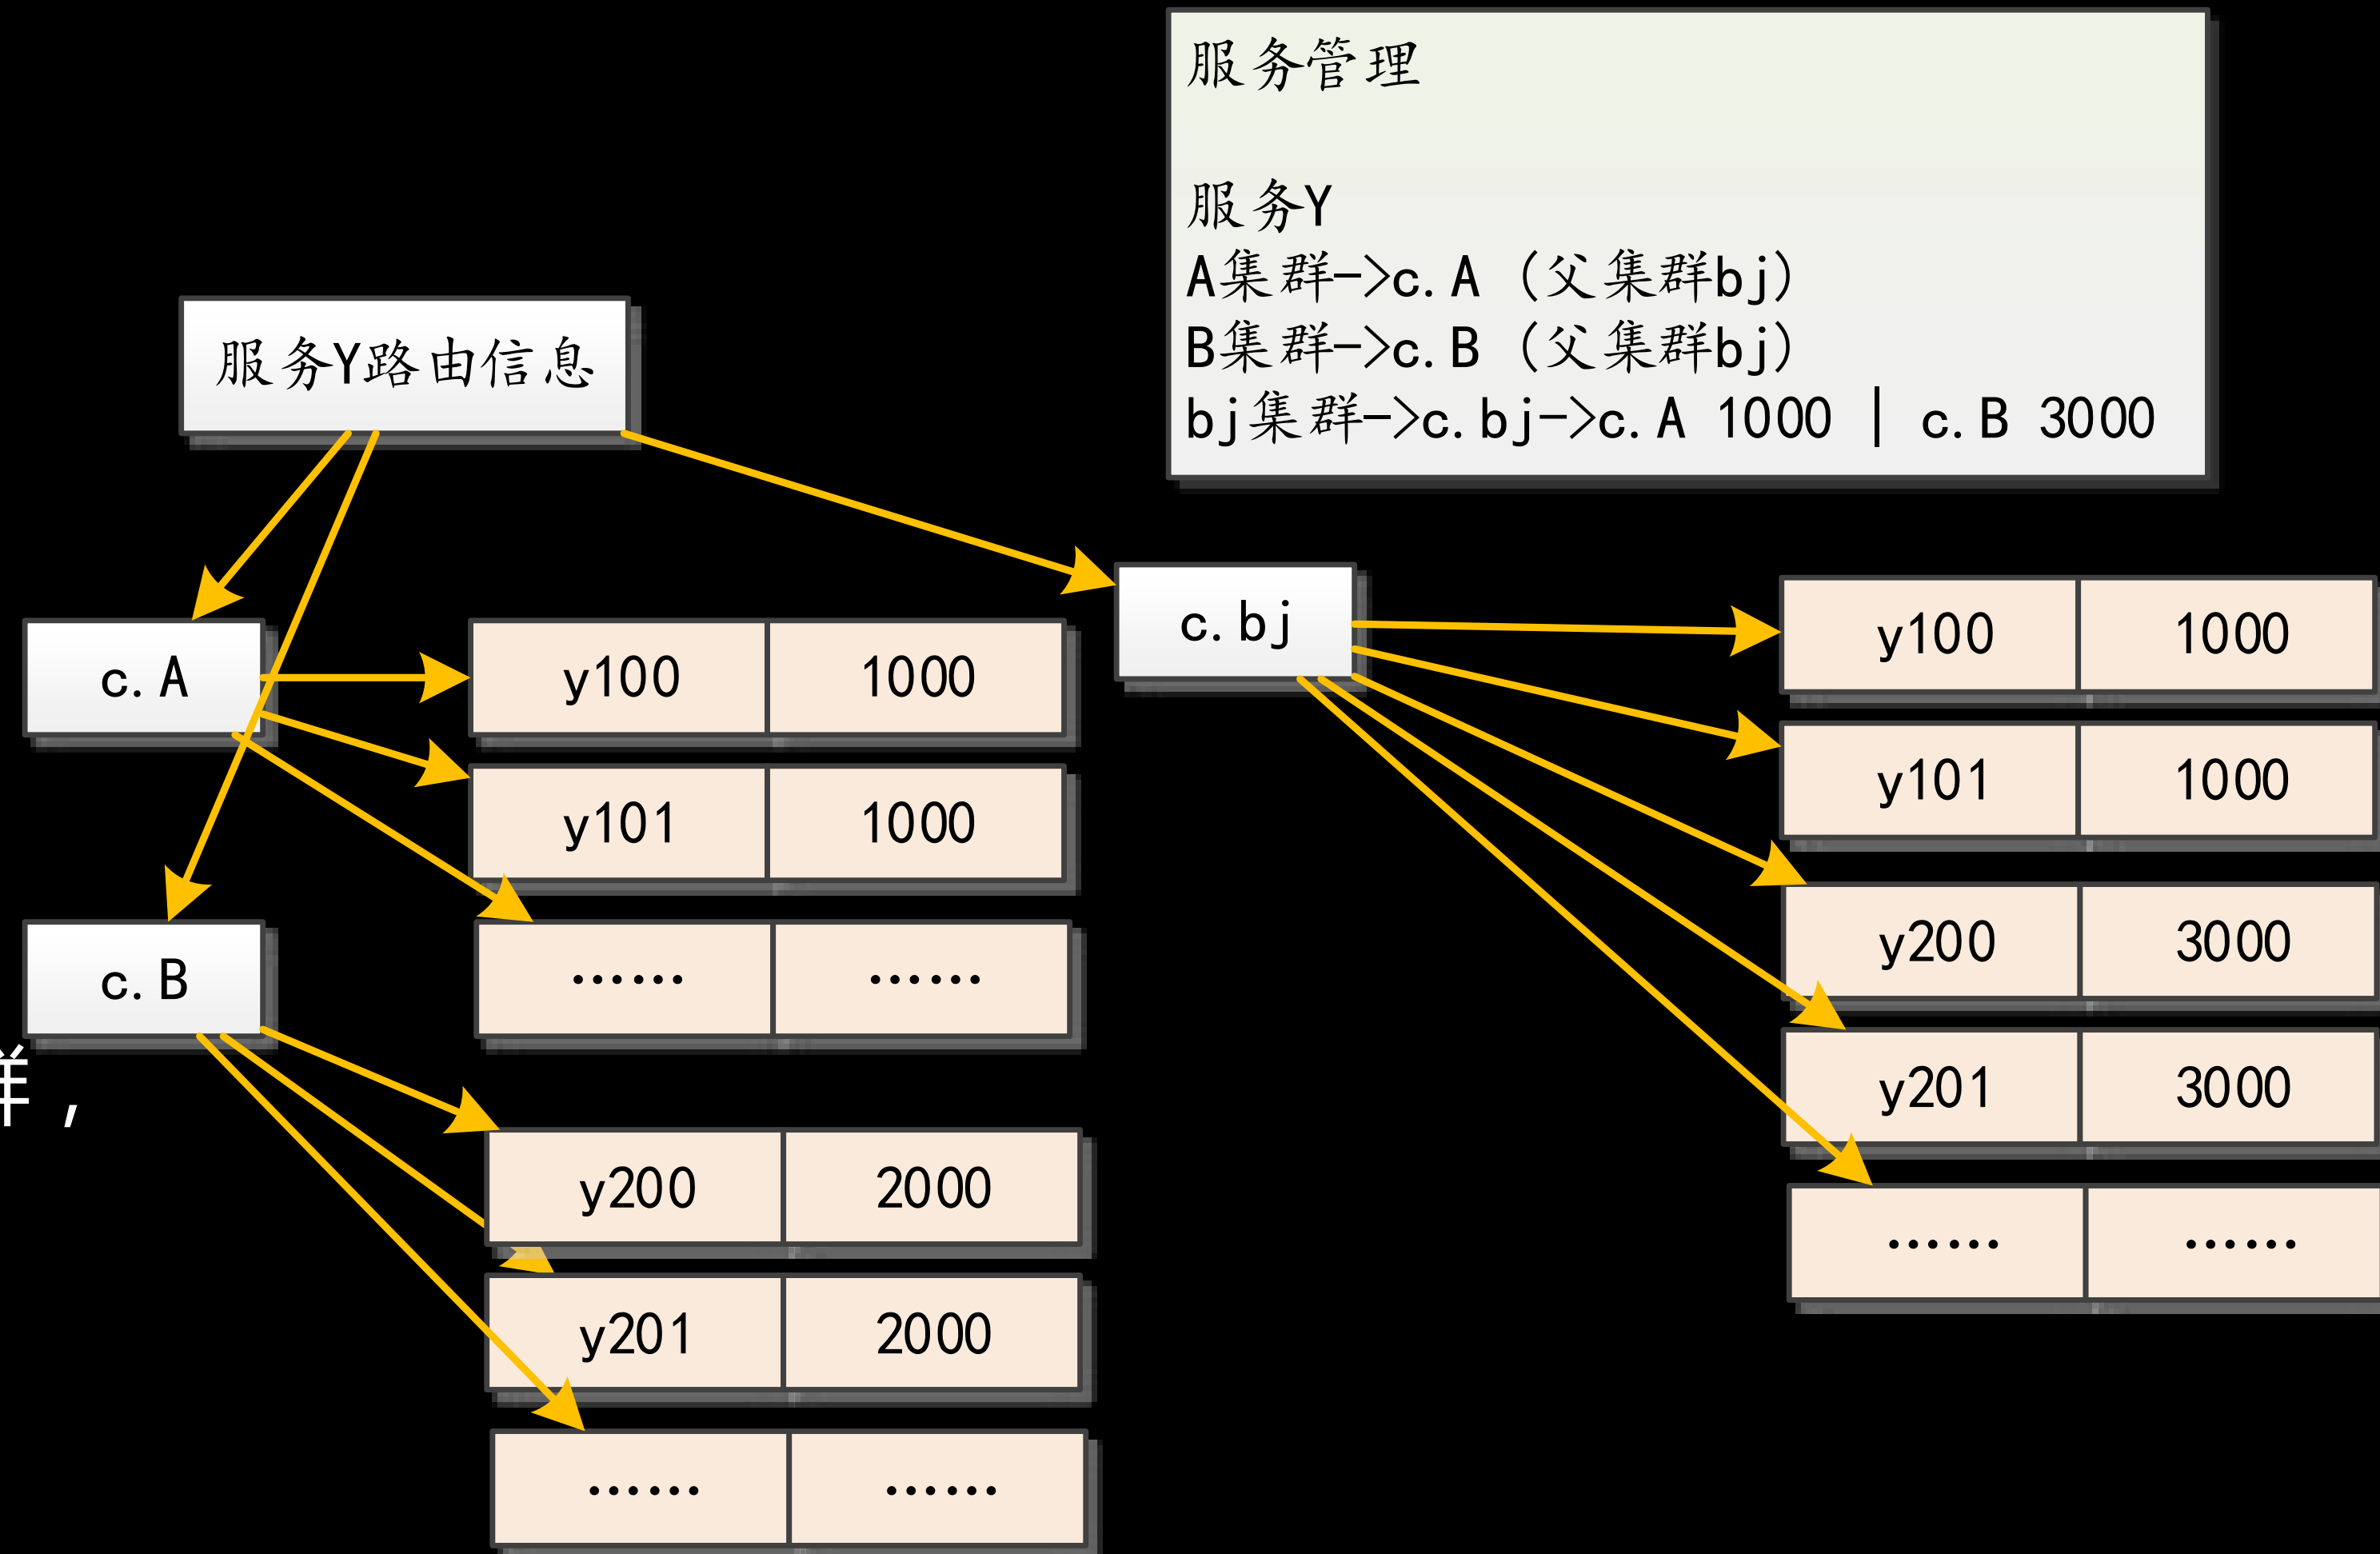 服务管理
服务Y
A集群->c.A (父集群bj)
B集群->c.B (父集群bj)
bj集群->c.bj->c.A 1000 | c.B 3000
服务Y路由信息
c.A
y100 1000
y101 1000
…… ……
c.B
y200 2000
y201 2000
…… ……
c.bj
y100 1000
y101 1000
y200 3000
y201 3000
…… ……
,